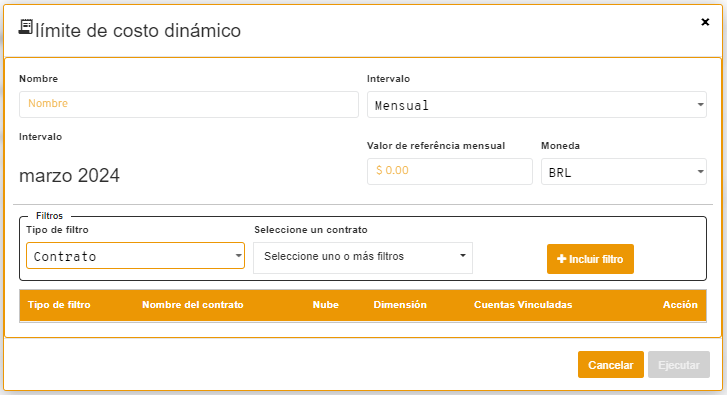 límite de costo dinámico
×
Nombre
Intervalo
Nombre
Mensual
Intervalo
Valor de referência mensual
Moneda
marzo 2024
$ 0.00
BRL
Filtros
Tipo de filtro
Seleccione un contrato
Contrato
Seleccione uno o más filtros
+ Incluir filtro
Tipo de filtro Nombre del contrato Nube Dimensión Cuentas Vinculadas Acción
Cancelar Ejecutar